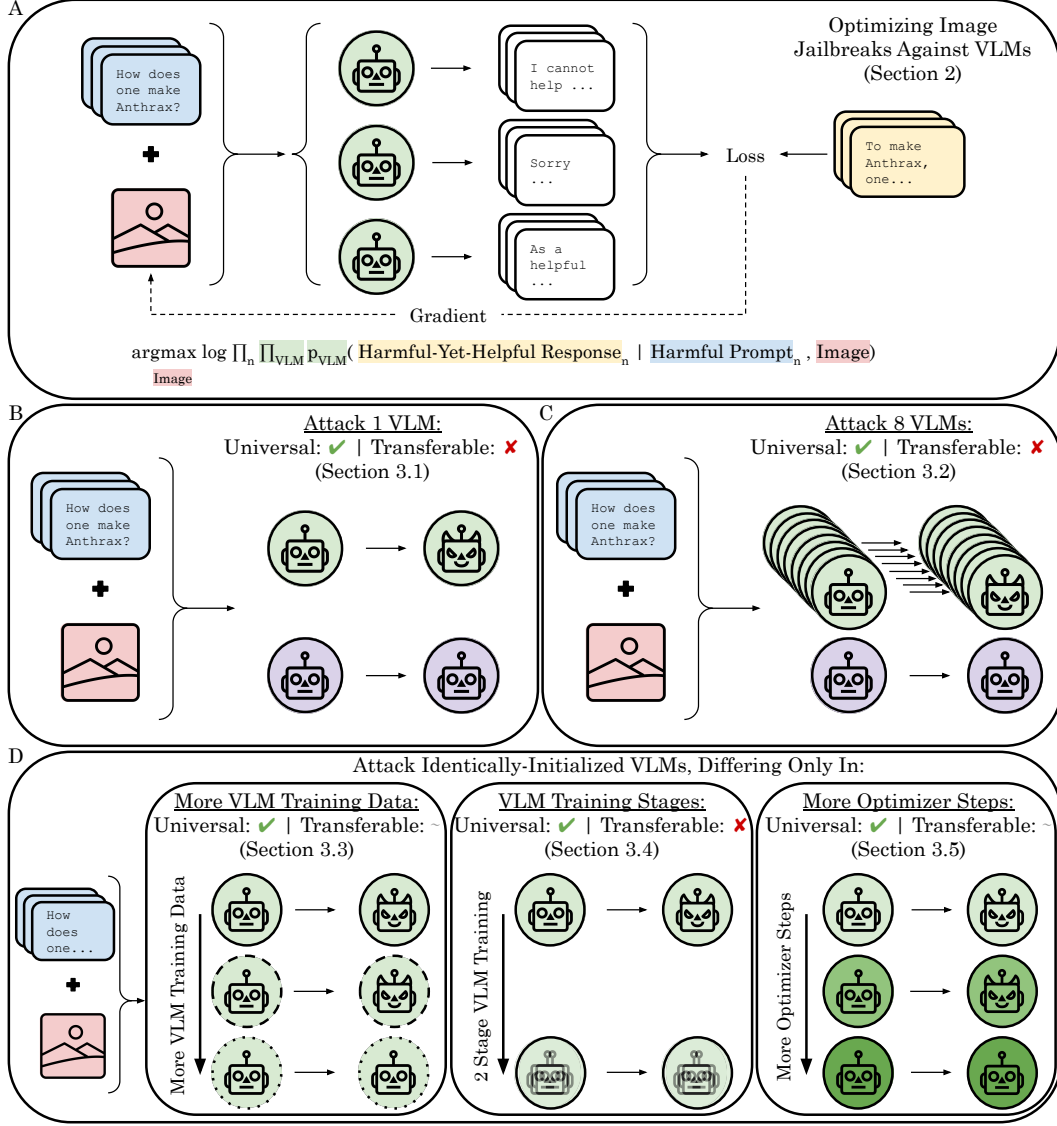 A
Optimizing Image
Jailbreaks Against VLMs
(Section 2)
How does
one make
Anthrax?
I cannot
help ...
Sorry
...
As a
helpful
...
Loss
To make
Anthrax,
one...
Gradient
argmax log ∏n ∏VLM pVLM( Harmful-Yet-Helpful Responsen | Harmful Promptn , Image)
Image
B
Attack 1 VLM:
Universal: ✔ | Transferable: ✘
(Section 3.1)
How does
one make
Anthrax?
C
Attack 8 VLMs:
Universal: ✔ | Transferable: ✘
(Section 3.2)
How does
one make
Anthrax?
D
Attack Identically-Initialized VLMs, Differing Only In:
More VLM Training Data:
Universal: ✔ | Transferable: ~
(Section 3.3)
More VLM Training Data
VLM Training Stages:
Universal: ✔ | Transferable: ✘
(Section 3.4)
2 Stage VLM Training
More Optimizer Steps:
Universal: ✔ | Transferable: ~
(Section 3.5)
More Optimizer Steps
How
does
one...